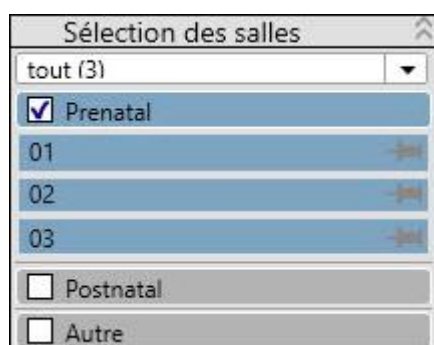 Sélection des salles
tout (3)
Prenatal
01
02
03
Postnatal
Autre